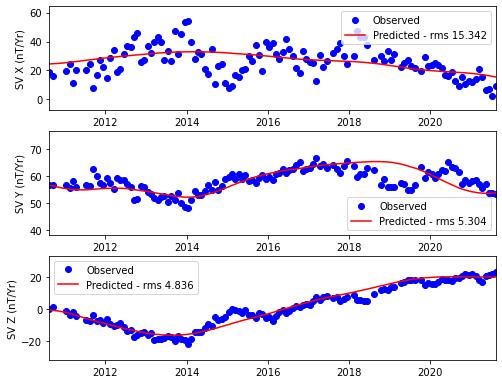 SV X (nT/Yr)
60
40
20
0
Observed
Predicted - rms 15.342
2012
2014
2016
2018
2020
SV Y (nT/Yr)
70
60
50
40
Observed
Predicted - rms 5.304
2012
2014
2016
2018
2020
SV Z (nT/Yr)
20
0
−20
Observed
Predicted - rms 4.836
2012
2014
2016
2018
2020